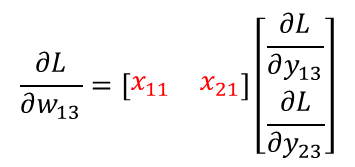 ∂L/∂w₁₃ = [x₁₁ x₂₁] [∂L/∂y₁₃
∂L/∂y₂₃]